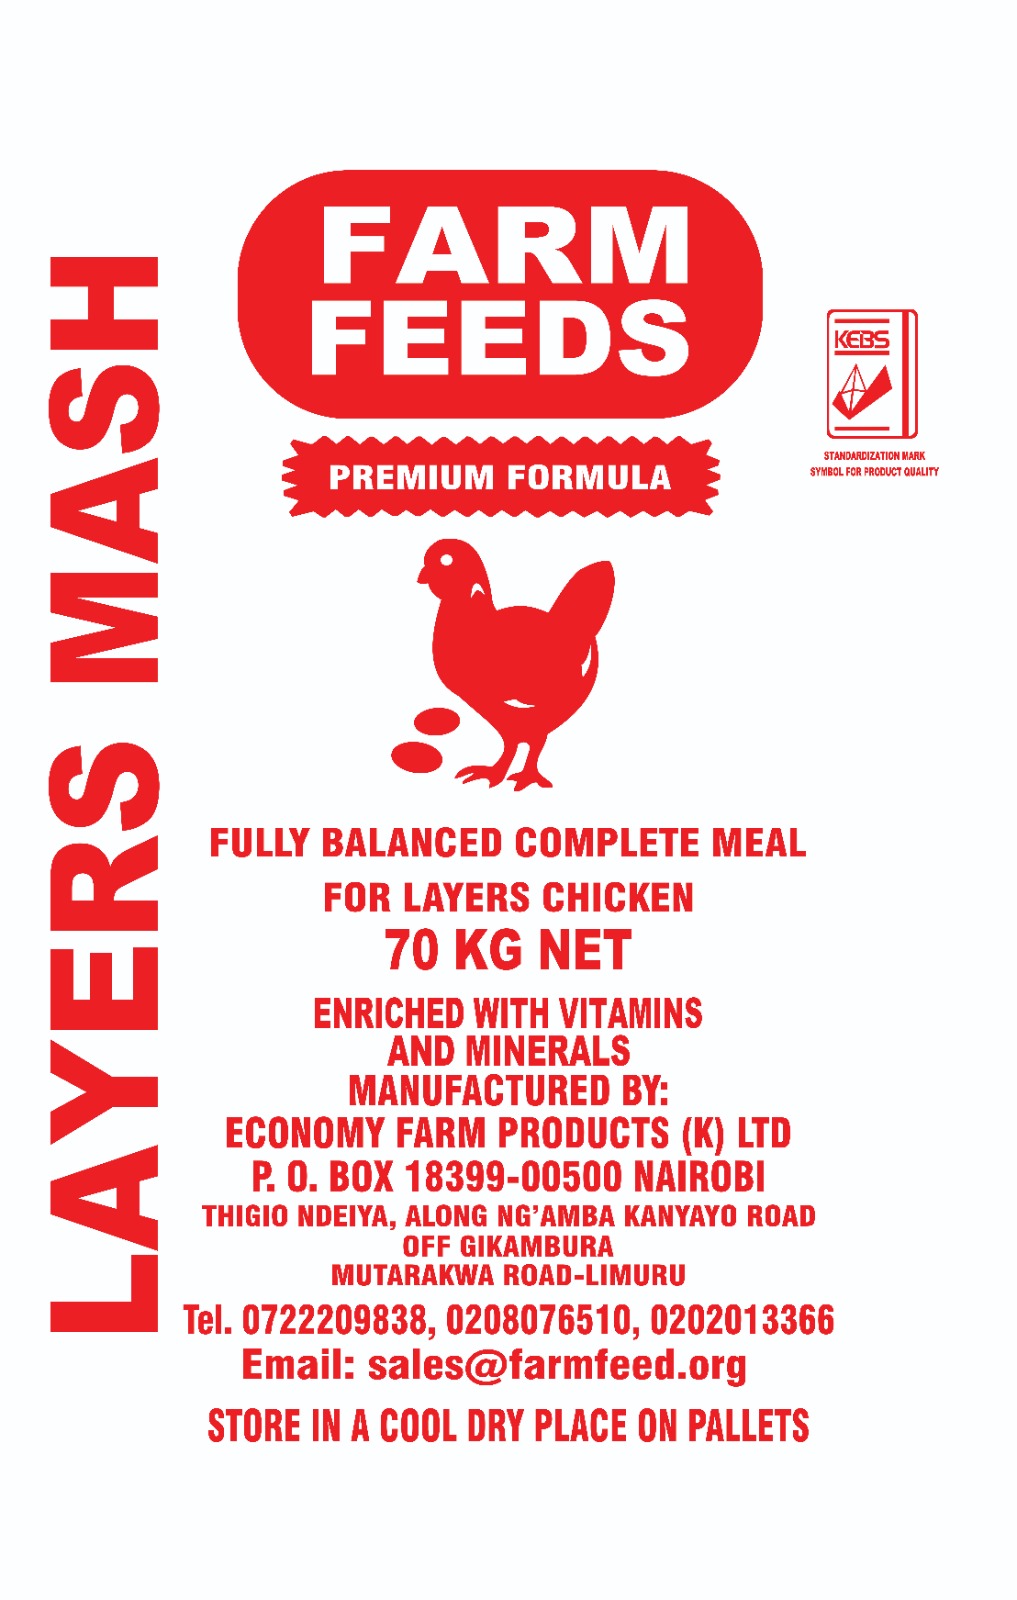 LAYERS MASH
FARM
FEEDS
PREMIUM FORMULA
KEBS
STANDARDIZATION MARK
SYMBOL FOR PRODUCT QUALITY
FULLY BALANCED COMPLETE MEAL
FOR LAYERS CHICKEN
70 KG NET
ENRICHED WITH VITAMINS
AND MINERALS
MANUFACTURED BY:
ECONOMY FARM PRODUCTS (K) LTD
P. O. BOX 18399-00500 NAIROBI
THIGIO NDEIYA, ALONG NG'AMBA KANYAYO ROAD
OFF GIKAMBURA
MUTARAKWA ROAD-LIMURU
Tel. 0722209838, 0208076510, 0202013366
Email: sales@farmfeed.org
STORE IN A COOL DRY PLACE ON PALLETS